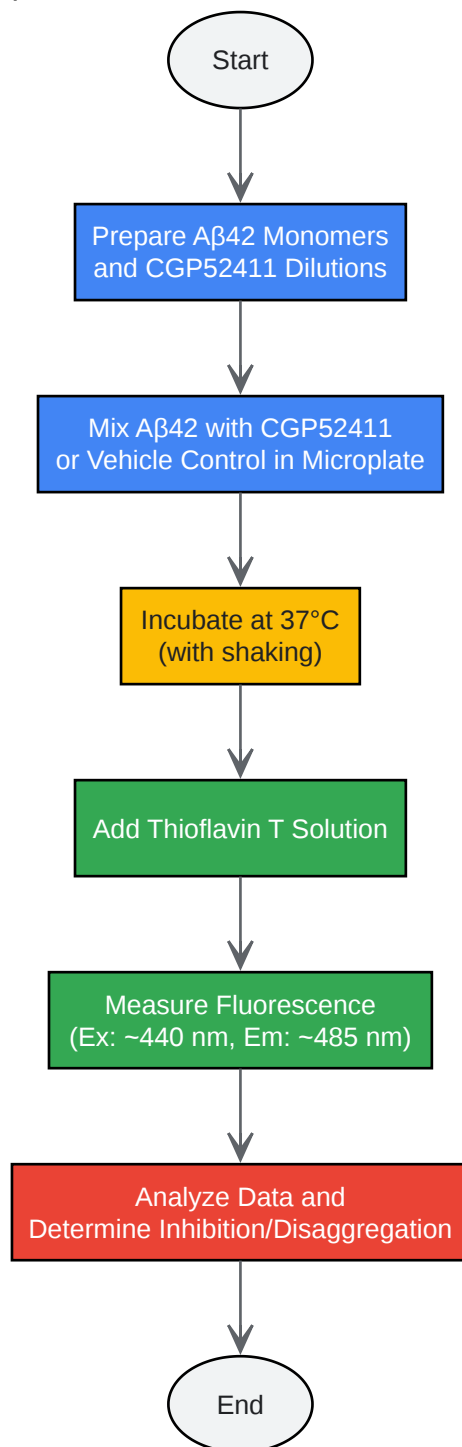 Start
Prepare Aβ42 Monomers
and CGP52411 Dilutions
Mix Aβ42 with CGP52411
or Vehicle Control in Microplate
Incubate at 37°C
(with shaking)
Add Thioflavin T Solution
Measure Fluorescence
(Ex: ~440 nm, Em: ~485 nm)
Analyze Data and
Determine Inhibition/Disaggregation
End